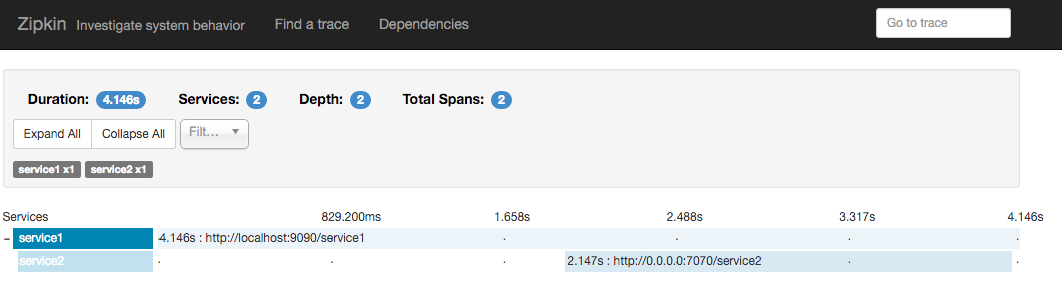 Zipkin Investigate system behavior Find a trace Dependencies Go to trace
Duration: 4.146s Services: 2 Depth: 2 Total Spans: 2
Expand All Collapse All Filt...
service1 x1 service2 x1
Services 829.200ms 1.658s 2.488s 3.317s 4.146s
- service1 4.146s : http://localhost:9090/service1 . . . .
service2 . . . 2.147s : http://0.0.0.0:7070/service2 . .